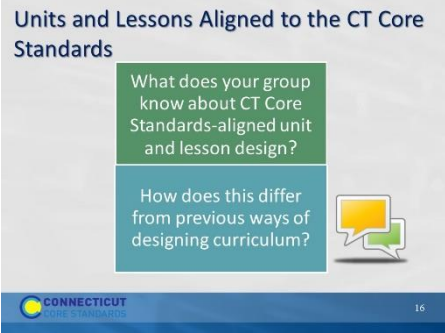 Units and Lessons Aligned to the CT Core
Standards
What does your group
know about CT Core
Standards-aligned unit
and lesson design?
How does this differ
from previous ways of
designing curriculum?
CONNECTICUT
CORE STANDARDS
16